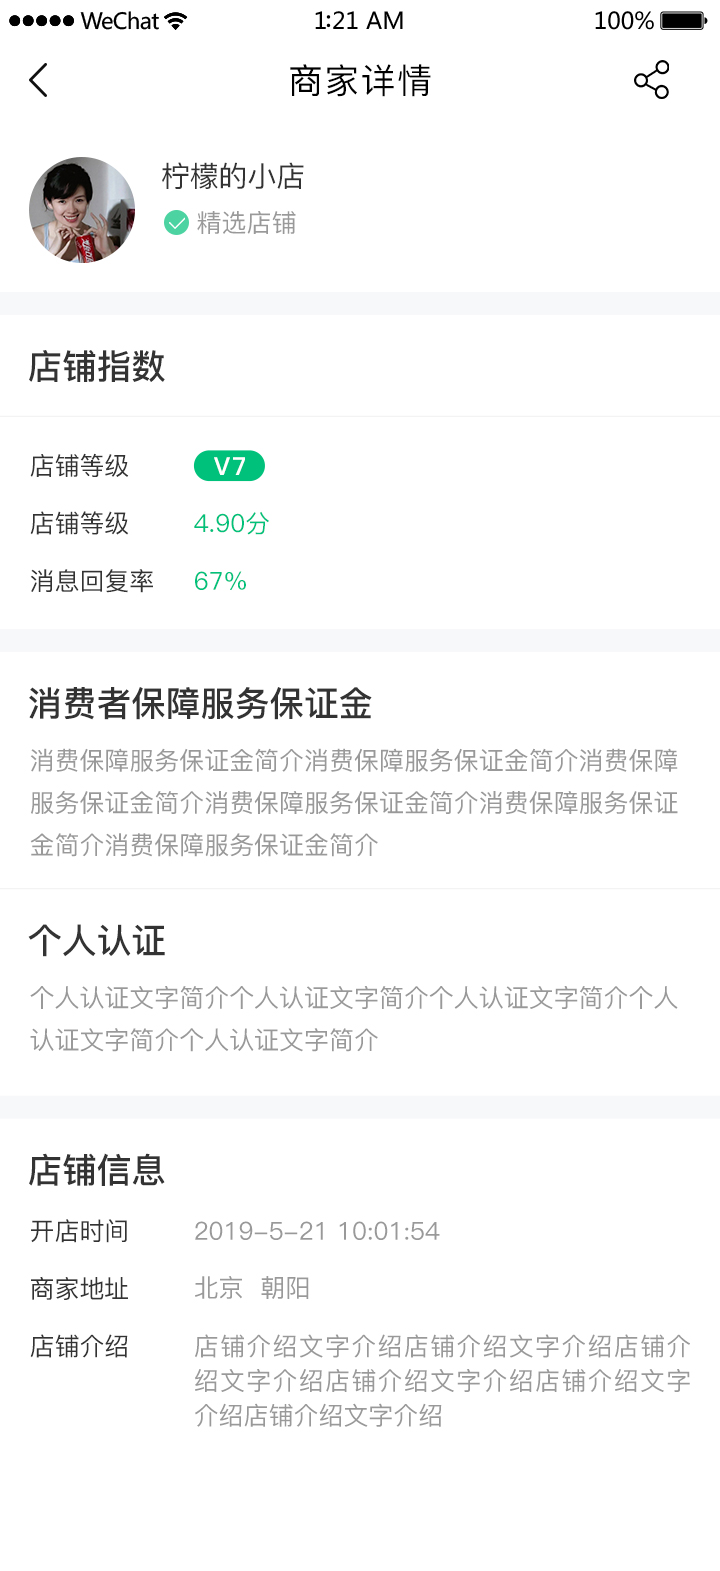 WeChat 1:21 AM 100%
商家详情
柠檬的小店
精选店铺
店铺指数
店铺等级 V7
店铺等级 4.90分
消息回复率 67%
消费者保障服务保证金
消费保障服务保证金简介消费保障服务保证金简介消费保障
服务保证金简介消费保障服务保证金简介消费保障服务保证
金简介消费保障服务保证金简介
个人认证
个人认证文字简介个人认证文字简介个人认证文字简介个人
认证文字简介个人认证文字简介
店铺信息
开店时间 2019-5-21 10:01:54
商家地址 北京 朝阳
店铺介绍 店铺介绍文字介绍店铺介绍文字介绍店铺介
绍文字介绍店铺介绍文字介绍店铺介绍文字
介绍店铺介绍文字介绍